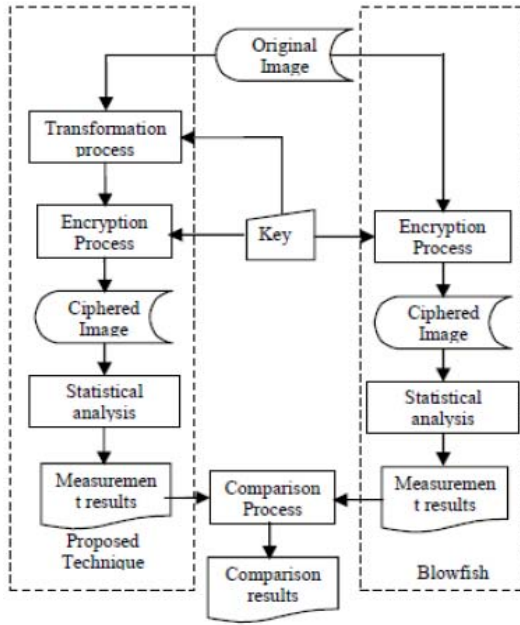 Original
Image
Transformation
process
Encryption
Process
Key
Encryption
Process
Ciphered
Image
Ciphered
Image
Statistical
analysis
Statistical
analysis
Measuremen
t results
Comparison
Process
Measuremen
t results
Proposed
Technique
Comparison
results
Blowfish